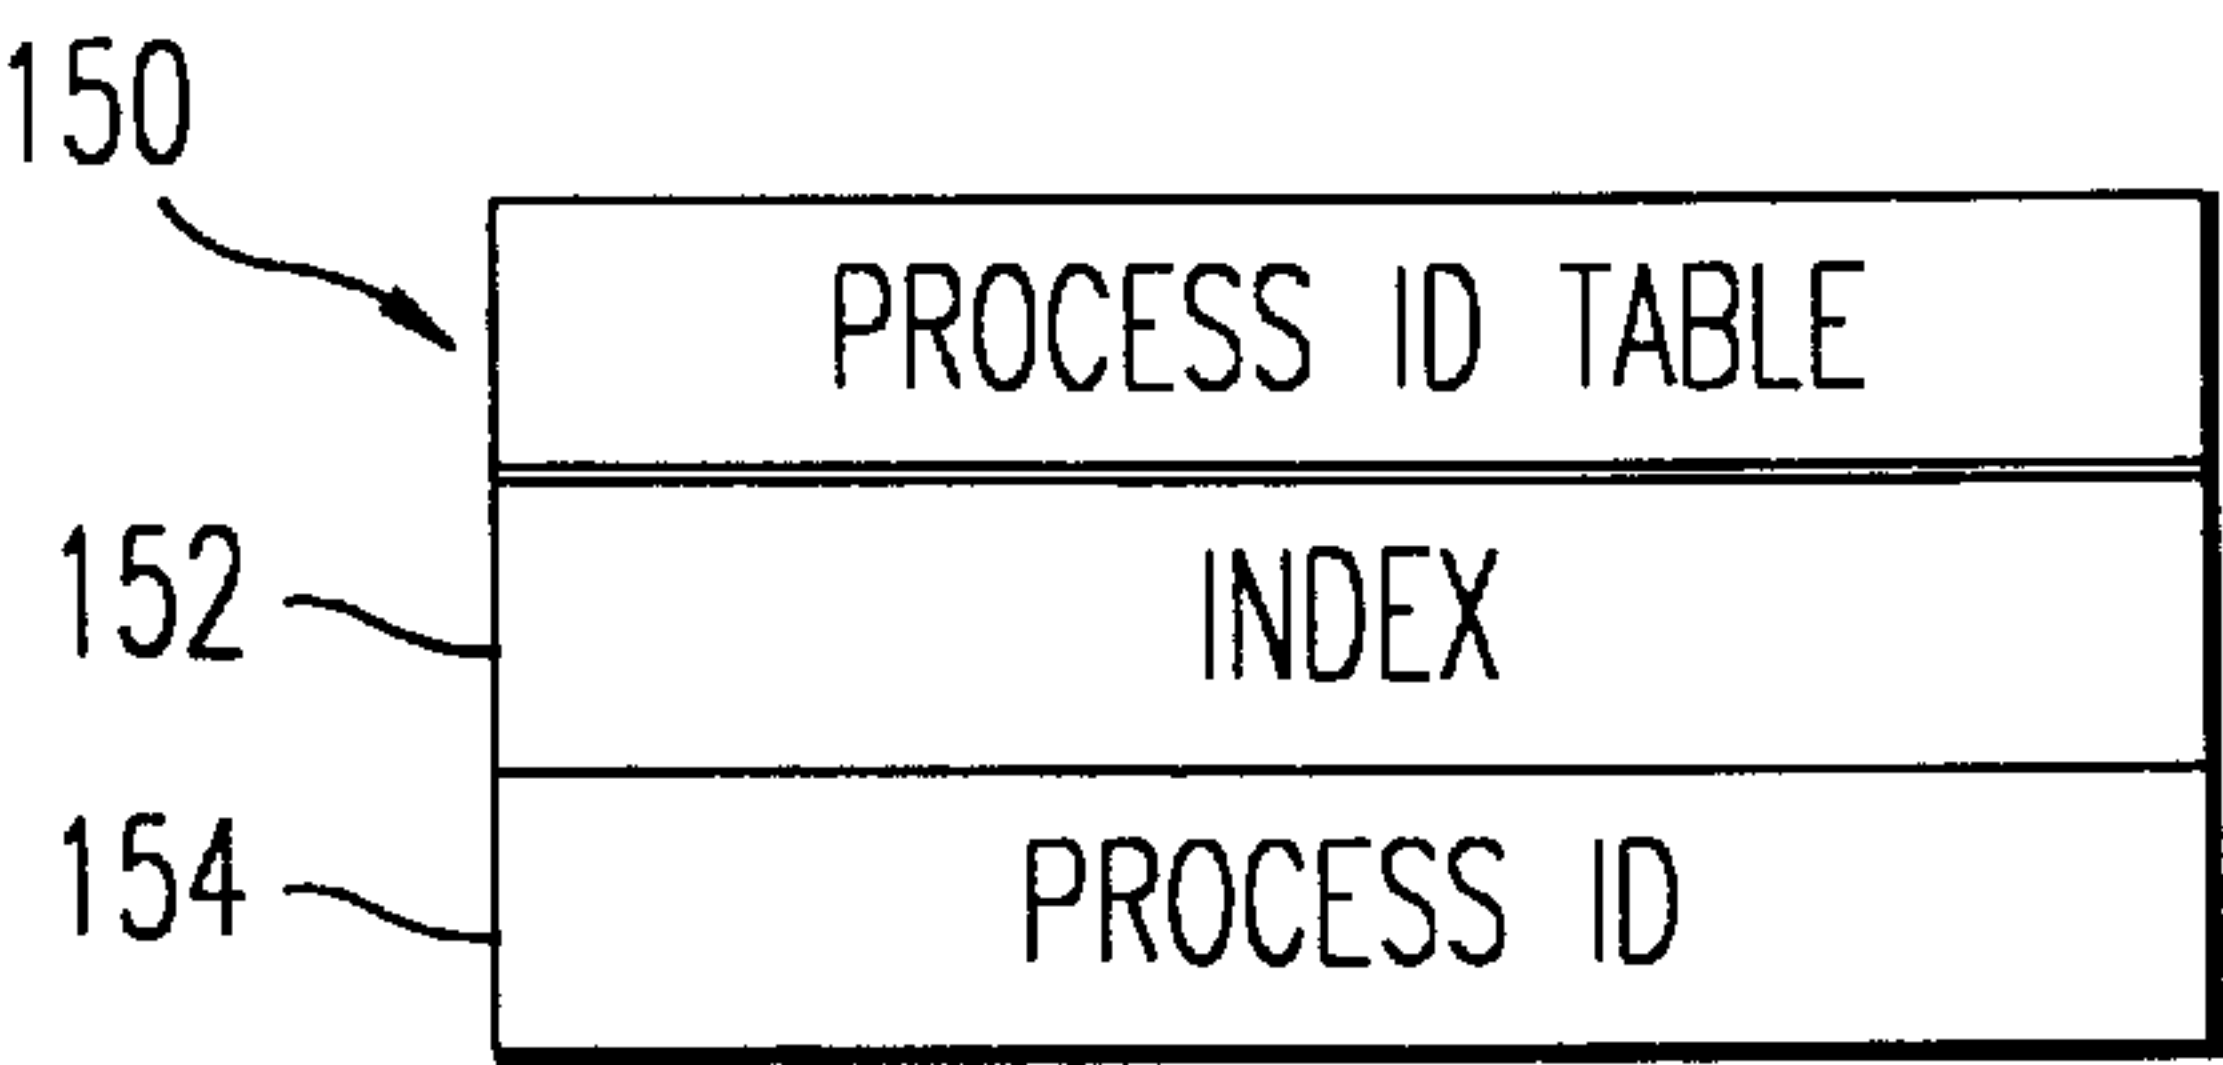 150
PROCESS ID TABLE
152
INDEX
154
PROCESS ID